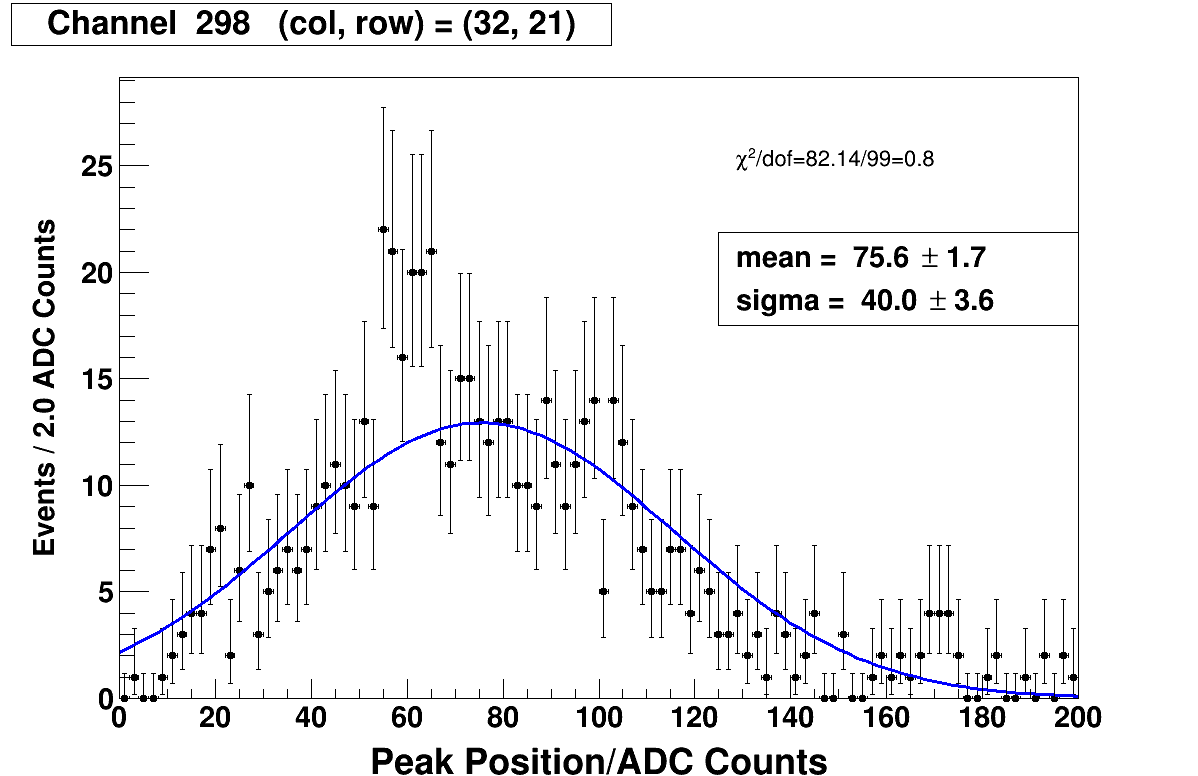 Channel 298 (col, row) = (32, 21)
χ²/dof=82.14/99=0.8
mean = 75.6 ± 1.7
sigma = 40.0 ± 3.6
Events / 2.0 ADC Counts
25
20
15
10
5
0
0 20 40 60 80 100 120 140 160 180 200
Peak Position/ADC Counts